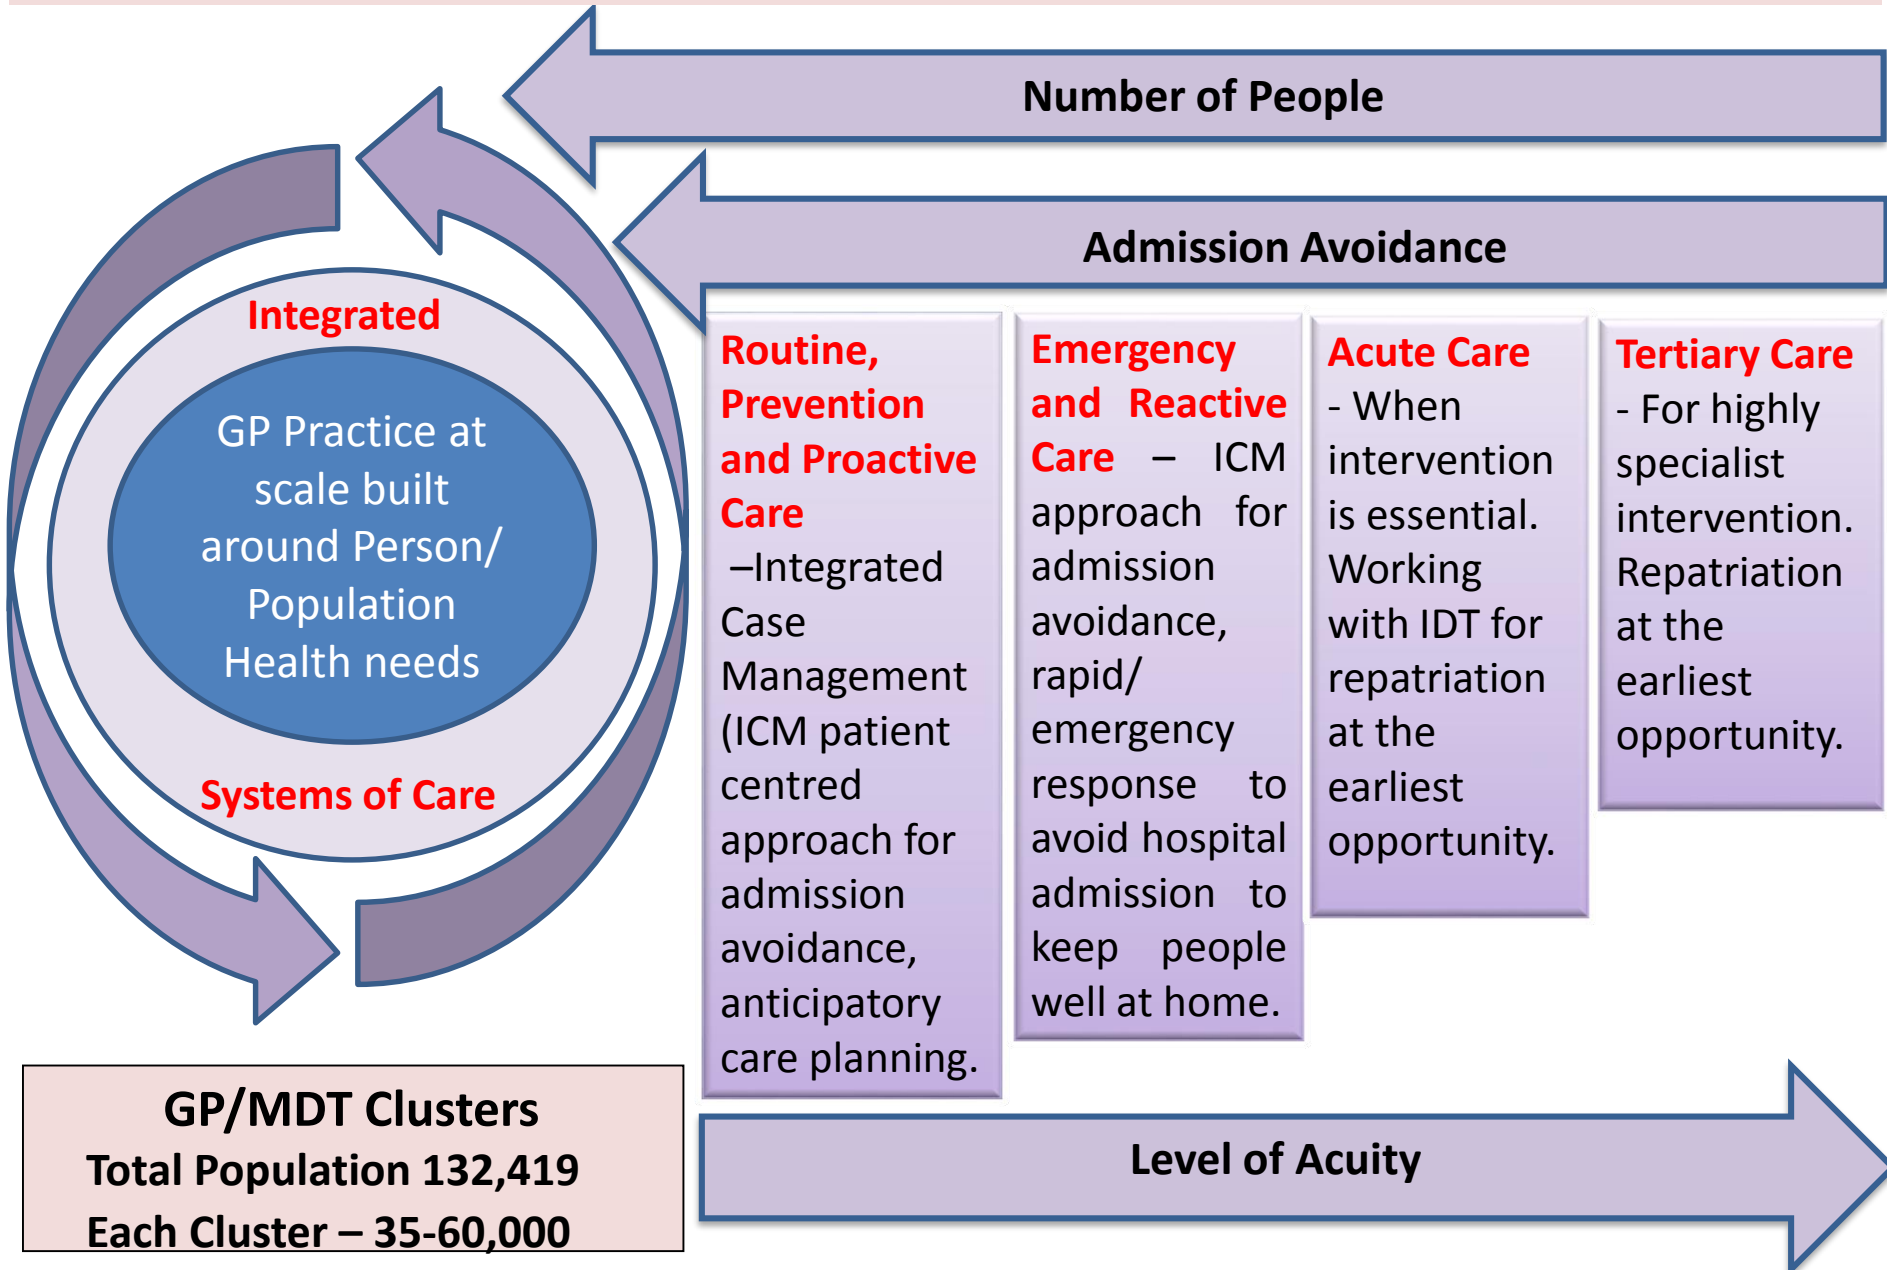 Number of People
Admission Avoidance
Integrated
GP Practice at
scale built
around Person/
Population
Health needs
Systems of Care
Routine,
Prevention
and Proactive
Care
–Integrated
Case
Management
(ICM patient
centred
approach for
admission
avoidance,
anticipatory
care planning.
Emergency
and Reactive
Care – ICM
approach for
admission
avoidance,
rapid/
emergency
response to
avoid hospital
admission to
keep people
well at home.
Acute Care
- When
intervention
is essential.
Working
with IDT for
repatriation
at the
earliest
opportunity.
Tertiary Care
- For highly
specialist
intervention.
Repatriation
at the
earliest
opportunity.
GP/MDT Clusters
Total Population 132,419
Each Cluster – 35-60,000
Level of Acuity